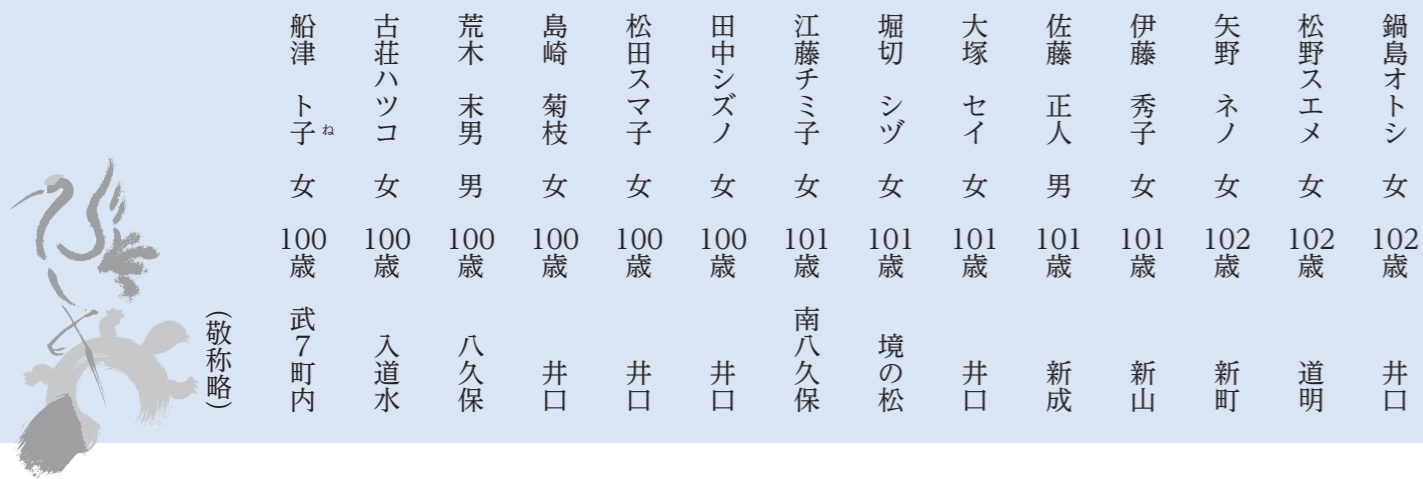 鍋島オトシ 女 102歳 井口
松野スエメ 女 102歳 道明
矢野 ネノ 女 102歳 新町
伊藤 秀子 女 101歳 新山
佐藤 正人 男 101歳 新成
大塚 セイ 女 101歳 井口
堀切 シヅ 女 101歳 境の松
江藤チミ子 女 101歳 南八久保
田中シズノ 女 100歳 井口
松田スマ子 女 100歳 井口
島崎 菊枝 女 100歳 井口
荒木 末男 男 100歳 八久保
古荘ハツコ 女 100歳 入道水
船津 ト子ね 女 100歳 武7町内
(敬称略)